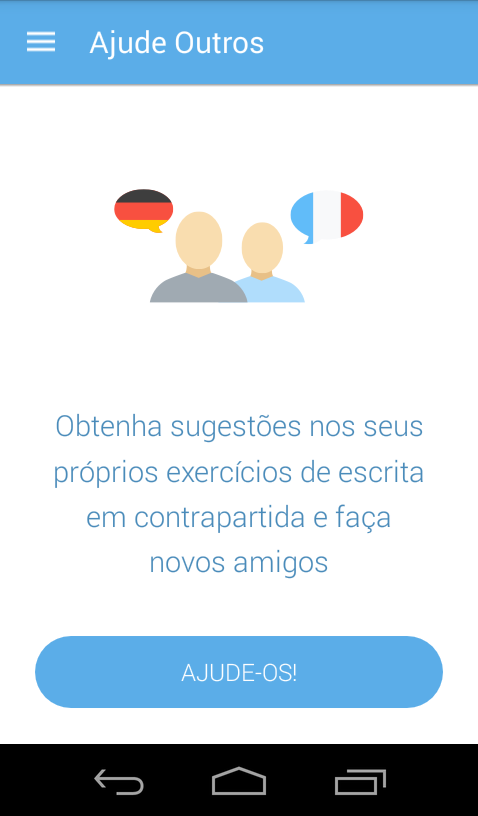 Ajude Outros
Obtenha sugestões nos seus
próprios exercícios de escrita
em contrapartida e faça
novos amigos
AJUDE-OS!